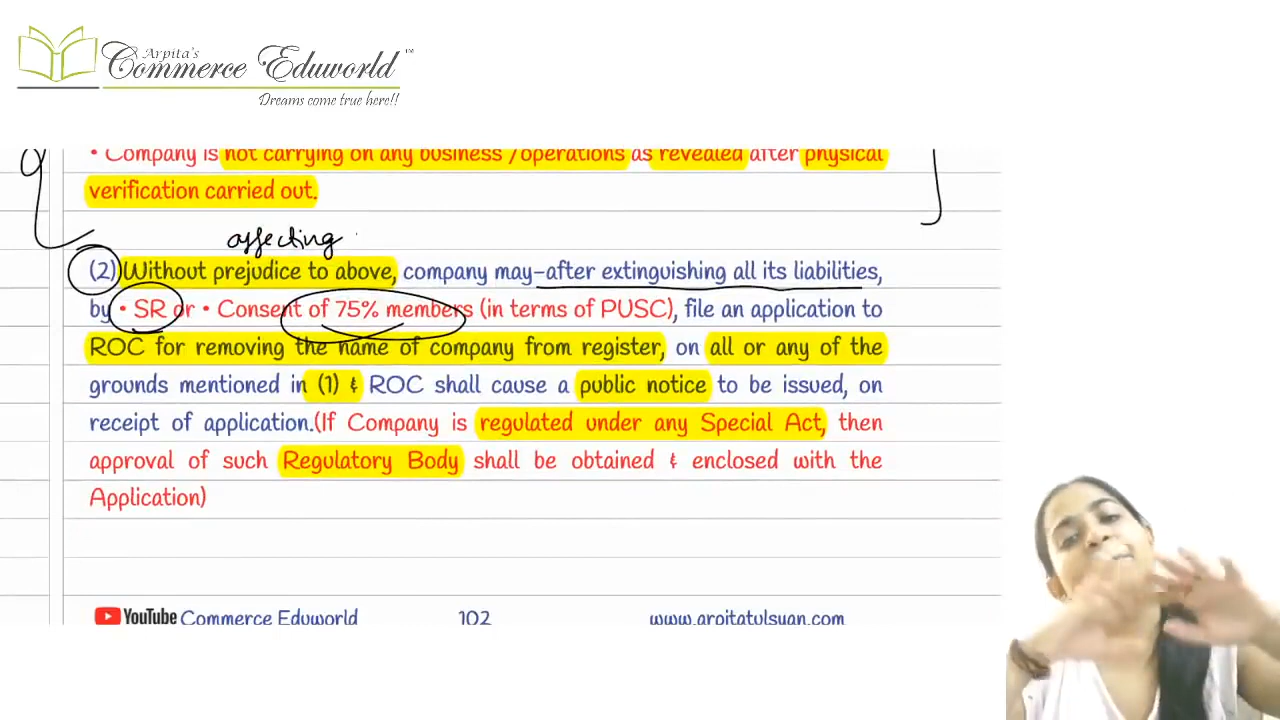 Arpita's
Commerce Eduworld™
Dreams come true here!!
• Company is not carrying on any business /operations as revealed after physical
verification carried out.
affecting
(2) Without prejudice to above, company may-after extinguishing all its liabilities,
by • SR or • Consent of 75% members (in terms of PUSC), file an application to
ROC for removing the name of company from register, on all or any of the
grounds mentioned in (1) & ROC shall cause a public notice to be issued, on
receipt of application.(If Company is regulated under any Special Act, then
approval of such Regulatory Body shall be obtained & enclosed with the
Application)
YouTube Commerce Eduworld 102 www.arpitatulsyan.com